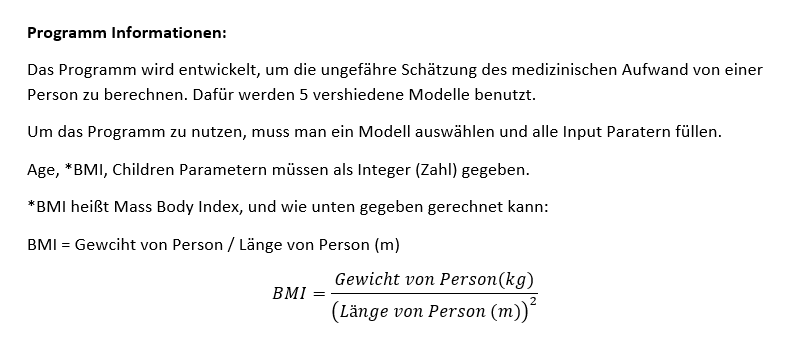 Programm Informationen:
Das Programm wird entwickelt, um die ungefähre Schätzung des medizinischen Aufwand von einer
Person zu berechnen. Dafür werden 5 vershiedene Modelle benutzt.
Um das Programm zu nutzen, muss man ein Modell auswählen und alle Input Paratern füllen.
Age, *BMI, Children Parametern müssen als Integer (Zahl) gegeben.
*BMI heißt Mass Body Index, und wie unten gegeben gerechnet kann:
BMI = Gewciht von Person / Länge von Person (m)
BMI = Gewicht von Person(kg) / (Länge von Person (m))²